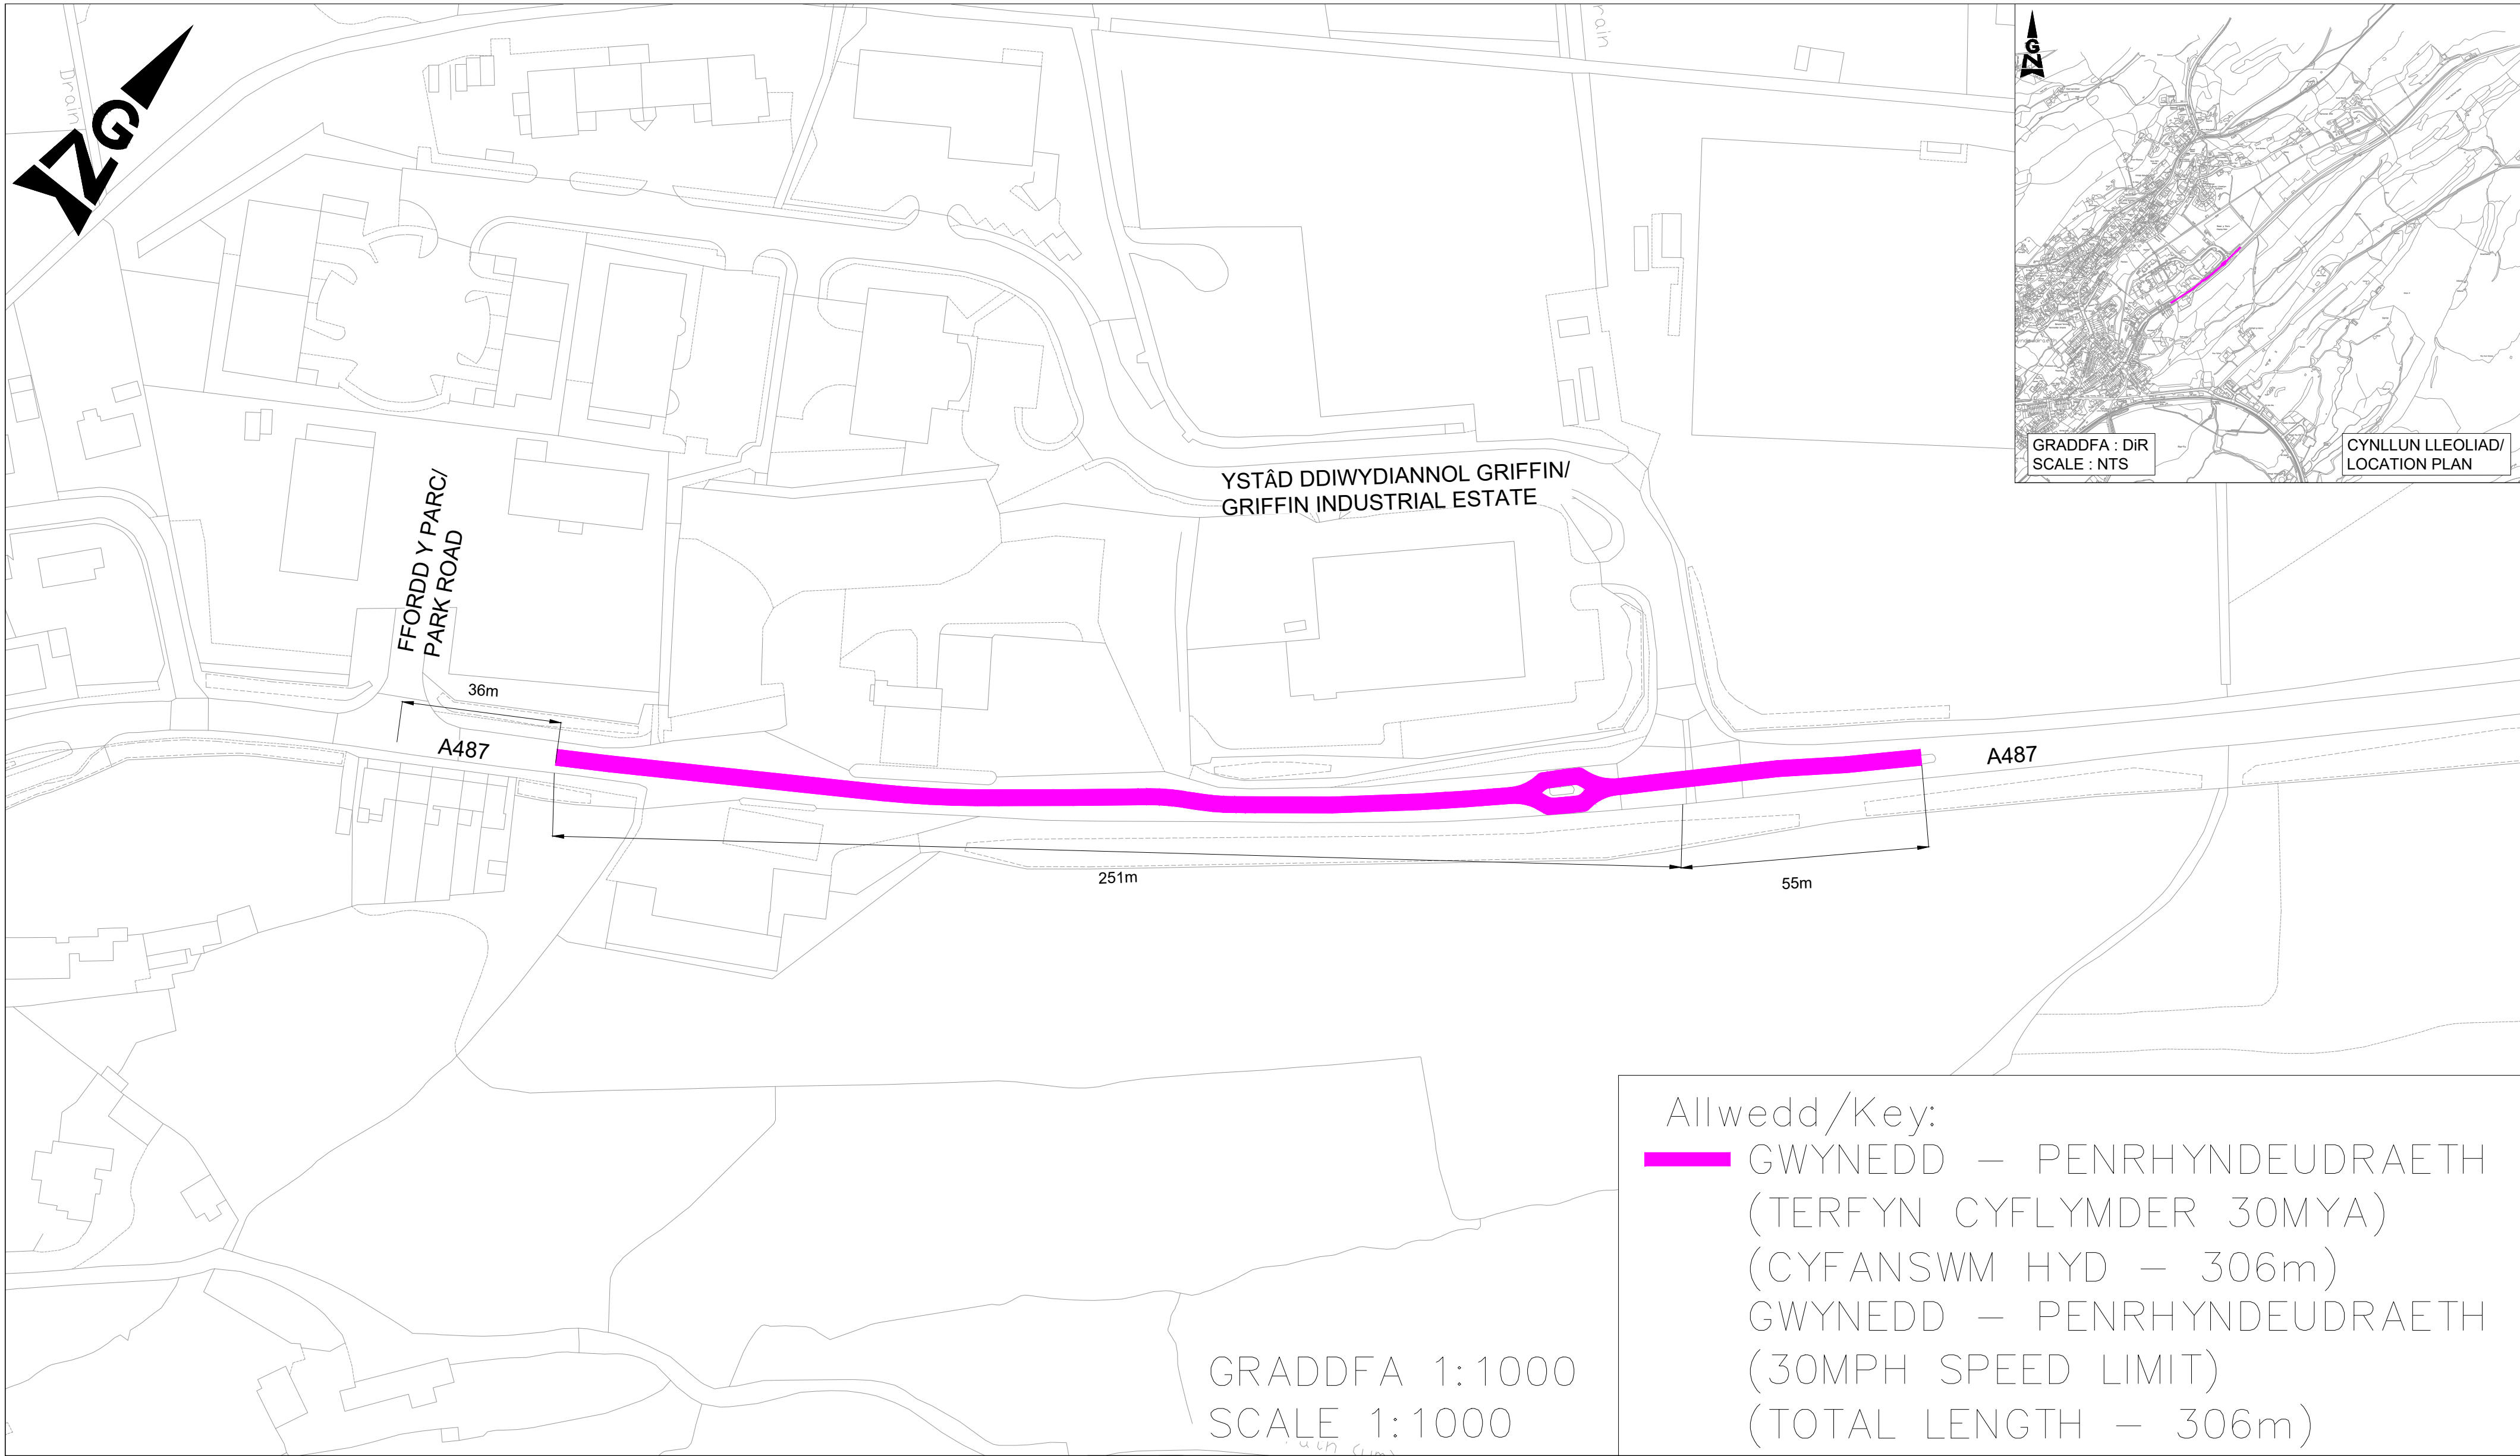 Drain
rain
GN
GN
GRADDFA : DiR
SCALE : NTS
CYNLLUN LLEOLIAD/
LOCATION PLAN
YSTÂD DDIWYDIANNOL GRIFFIN/
GRIFFIN INDUSTRIAL ESTATE
FFORDD Y PARC/
PARK ROAD
36m
A487
A487
251m
55m
Allwedd/Key:
GWYNEDD – PENRHYNDEUDRAETH
(TERFYN CYFLYMDER 30MYA)
(CYFANSWM HYD – 306m)
GWYNEDD – PENRHYNDEUDRAETH
(30MPH SPEED LIMIT)
(TOTAL LENGTH – 306m)
GRADDFA 1:1000
SCALE 1:1000